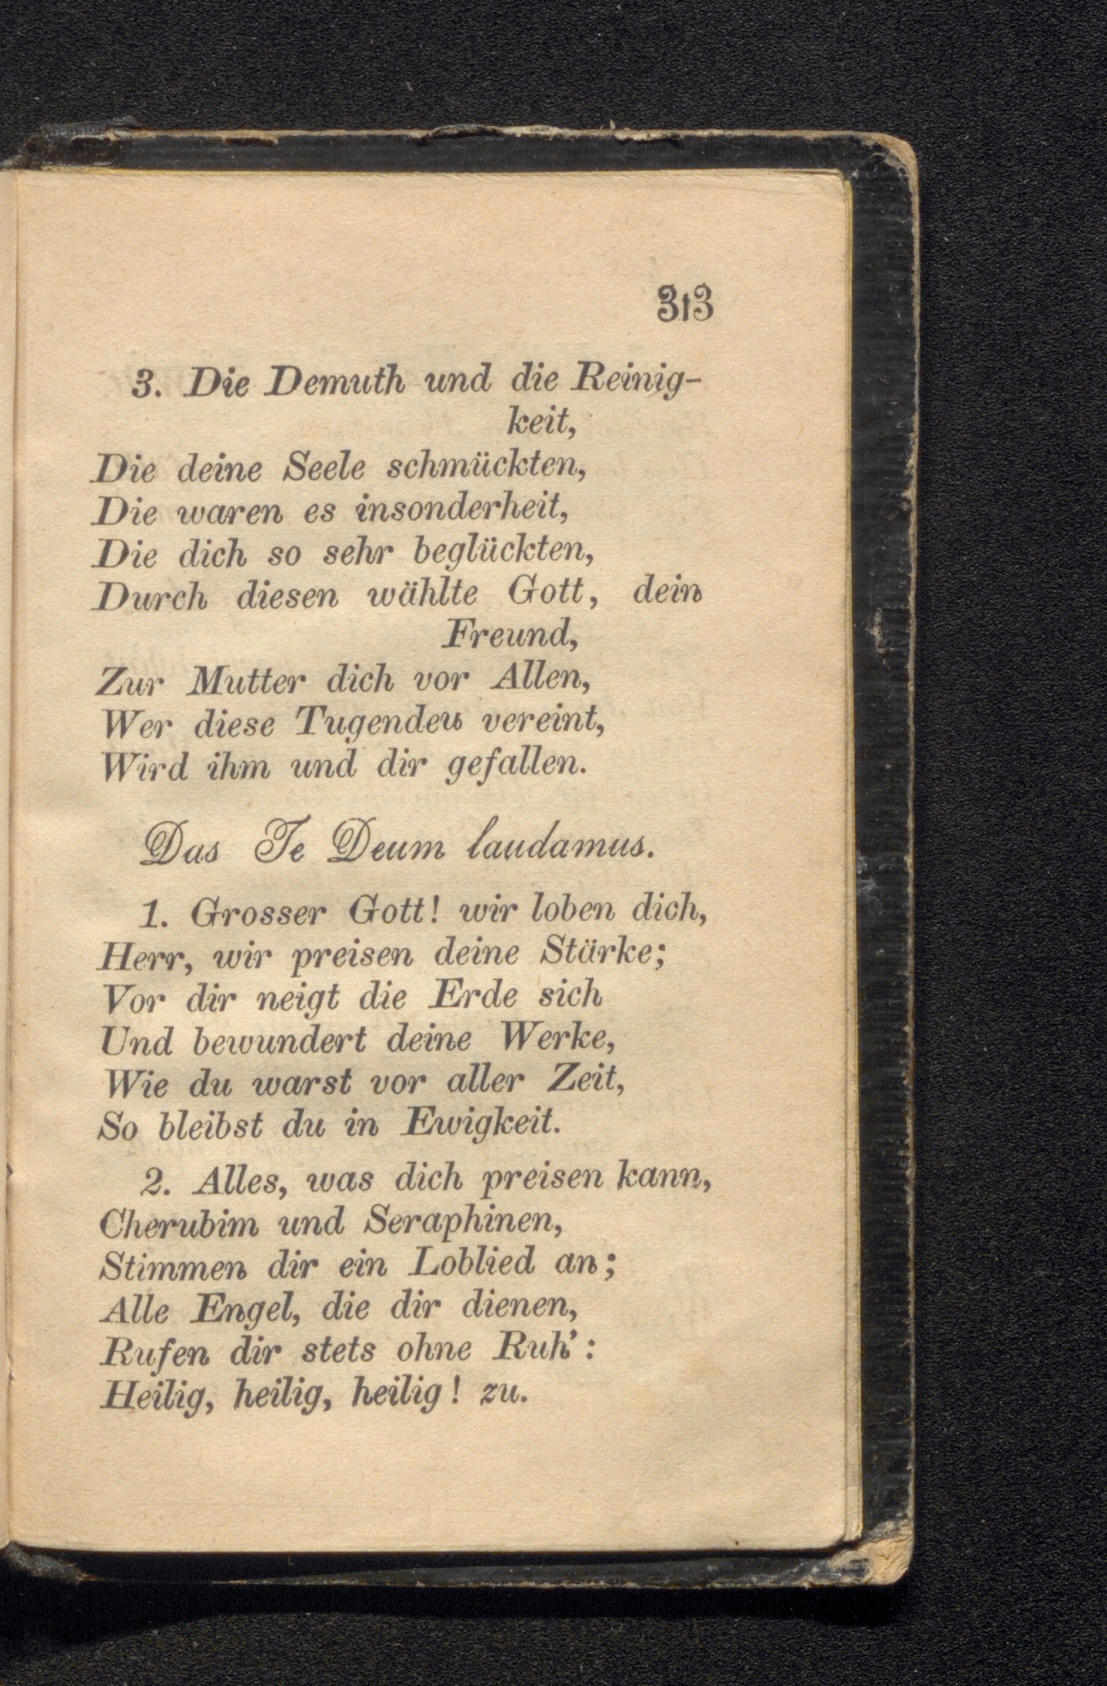 313
3. Die Demuth und die Reinig-
keit,
Die deine Seele schmückten,
Die waren es insonderheit,
Die dich so sehr beglückten,
Durch diesen wählte Gott, dein
Freund,
Zur Mutter dich vor Allen,
Wer diese Tugendeu vereint,
Wird ihm und dir gefallen.
Das Te Deum laudamus.
1. Grosser Gott! wir loben dich,
Herr, wir preisen deine Stärke;
Vor dir neigt die Erde sich
Und bewundert deine Werke,
Wie du warst vor aller Zeit,
So bleibst du in Ewigkeit.
2. Alles, was dich preisen kann,
Cherubim und Seraphinen,
Stimmen dir ein Loblied an;
Alle Engel, die dir dienen,
Rufen dir stets ohne Ruh':
Heilig, heilig, heilig! zu.